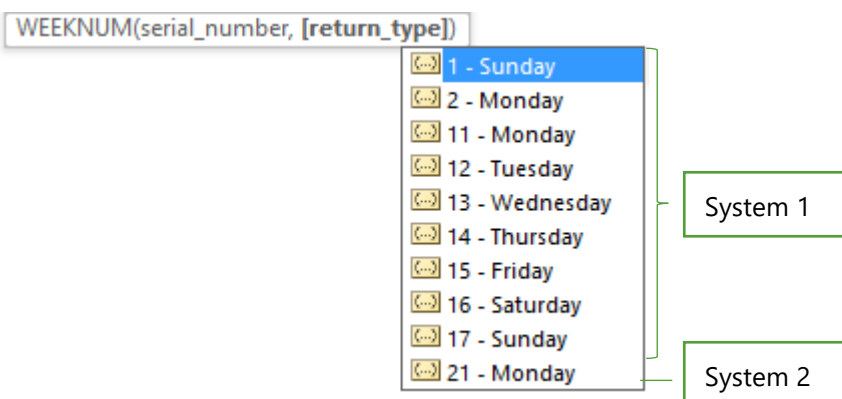 WEEKNUM(serial_number, [return_type])
1 - Sunday
2 - Monday
11 - Monday
12 - Tuesday
13 - Wednesday
14 - Thursday
15 - Friday
16 - Saturday
17 - Sunday
21 - Monday
System 1
System 2